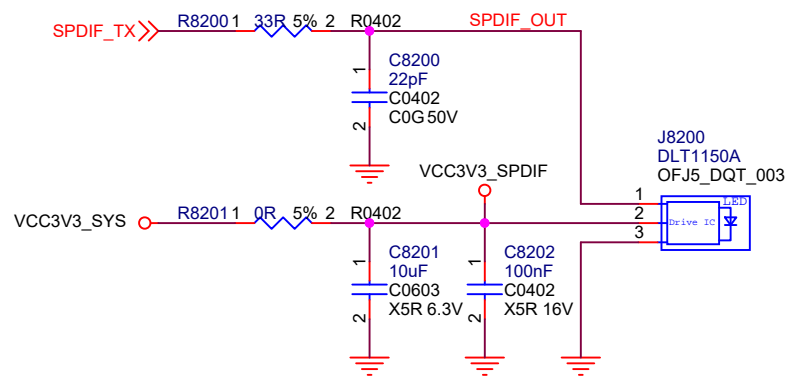 SPDIF_TX
R8200 1 33R 5% 2 R0402
SPDIF_OUT
1
C8200
22pF
C0402
C0G 50V
2
J8200
DLT1150A
OFJ5_DQT_003
VCC3V3_SPDIF
1
2
3
LED
Drive IC
VCC3V3_SYS
R8201 1 0R 5% 2 R0402
1
C8201
10uF
C0603
X5R 6.3V
2
1
C8202
100nF
C0402
X5R 16V
2